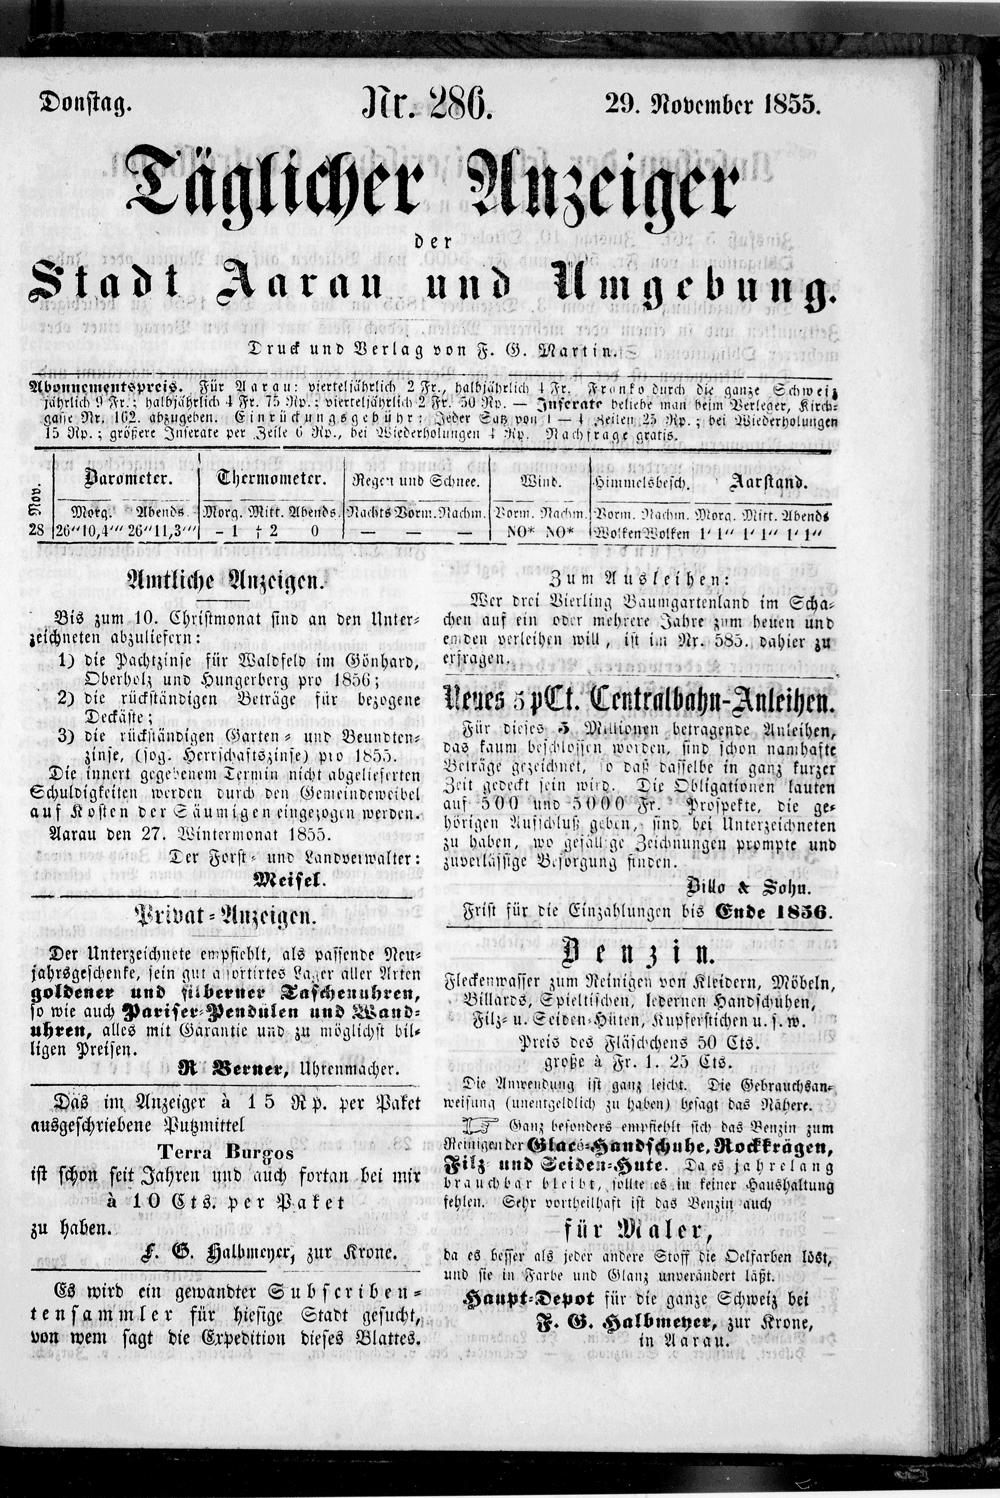 Donstag.
Nr. 286.
29. November 1855.
Täglicher Anzeiger
der
Stadt Aarau und Umgebung.
Druck und Verlag von F. G. Martin.
Abonnementspreis. Für Aarau: vierteljährlich 2 Fr., halbjährlich 4 Fr. Franko durch die ganze Schweiz
jährlich 9 Fr.; halbjährlich 4 Fr. 75 Rp.; vierteljährlich 2 Fr. 50 Rp. — Inserate beliebe man beim Verleger, Kirch-
gasse Nr. 162. abzugeben. Einrückungsgebühr: Jeder Satz von 1 — 4 Zeilen 25 Rp.; bei Wiederholungen
15 Rp.; größere Inserate per Zeile 6 Rp., bei Wiederholungen 4 Rp. Nachfrage gratis.
Nov. Barometer. Thermometer. Regen und Schnee. Wind. Himmelsbesch. Aarstand.
Morg. Abends Morg. Mitt. Abends. Nachts Vorm. Nachm. Vorm. Nachm. Vorm. Nachm. Morg. Mitt. Abends
28 26"10,4"' 26"11,3"' – 1 † 2 0 — — — NO* NO* Wolken Wolken 1' 1" 1' 1" 1' 1"
Amtliche Anzeigen.
Bis zum 10. Christmonat sind an den Unter-
zeichneten abzuliefern:
1) die Pachtzinse für Waldfeld im Gönhard,
Oberholz und Hungerberg pro 1856;
2) die rückständigen Beträge für bezogene
Deckäste;
3) die rückständigen Garten- und Beundten-
zinse, (sog. Herrschaftszinse) pro 1855.
Die innert gegebenem Termin nicht abgelieferten
Schuldigkeiten werden durch den Gemeindeweibel
auf Kosten der Säumigen eingezogen werden.
Aarau den 27. Wintermonat 1855.
Der Forst- und Landverwalter:
Meisel.
Privat-Anzeigen.
Der Unterzeichnete empfiehlt, als passende Neu-
jahrsgeschenke, sein gut assortirtes Lager aller Arten
goldener und silberner Taschenuhren,
so wie auch Pariser-Pendülen und Wand-
uhren, alles mit Garantie und zu möglichst bil-
ligen Preisen.
R Berner, Uhrenmacher.
Das im Anzeiger à 15 Rp. per Paket
ausgeschriebene Putzmittel
Terra Burgos
ist schon seit Jahren und auch fortan bei mir
à 10 Cts. per Paket
zu haben.
F. G. Halbmeyer, zur Krone.
Es wird ein gewandter Subscriben-
tensammler für hiesige Stadt gesucht,
von wem sagt die Expedition dieses Blattes.
Zum Ausleihen:
Wer drei Vierling Baumgartenland im Scha-
chen auf ein oder mehrere Jahre zum heuen und
emden verleihen will, ist im Nr. 585. dahier zu
erfragen.
Neues 5 pCt. Centralbahn-Anleihen.
Für dieses 5 Millionen betragende Anleihen,
das kaum beschlossen worden, sind schon namhafte
Beträge gezeichnet, so daß dasselbe in ganz kurzer
Zeit gedeckt sein wird. Die Obligationen lauten
auf 500 und 5000 Fr. Prospekte, die ge-
hörigen Aufschluß geben, sind bei Unterzeichneten
zu haben, wo gefällige Zeichnungen prompte und
zuverlässige Besorgung finden.
Billo & Sohn.
Frist für die Einzahlungen bis Ende 1856.
Benzin.
Fleckenwasser zum Reinigen von Kleidern, Möbeln,
Billards, Spieltischen, ledernen Handschuhen,
Filz- u. Seiden-Hüten, Kupferstichen u. s. w.
Preis des Fläschchens 50 Cts.
große à Fr. 1. 25 Cts.
Die Anwendung ist ganz leicht. Die Gebrauchsan-
weisung (unentgeldlich zu haben) besagt das Nähere.
☞ Ganz besonders empfiehlt sich das Benzin zum
Reinigen der Glacé-Handschuhe, Rockkrägen,
Filz und Seiden-Hüte. Da es jahrelang
brauchbar bleibt, sollte es in keiner Haushaltung
fehlen. Sehr vortheilhaft ist das Benzin auch
für Maler,
da es besser als jeder andere Stoff die Oelfarben löst,
und sie in Farbe und Glanz unverändert läßt.
Haupt-Depot für die ganze Schweiz bei
F. G. Halbmeyer, zur Krone,
in Aarau.